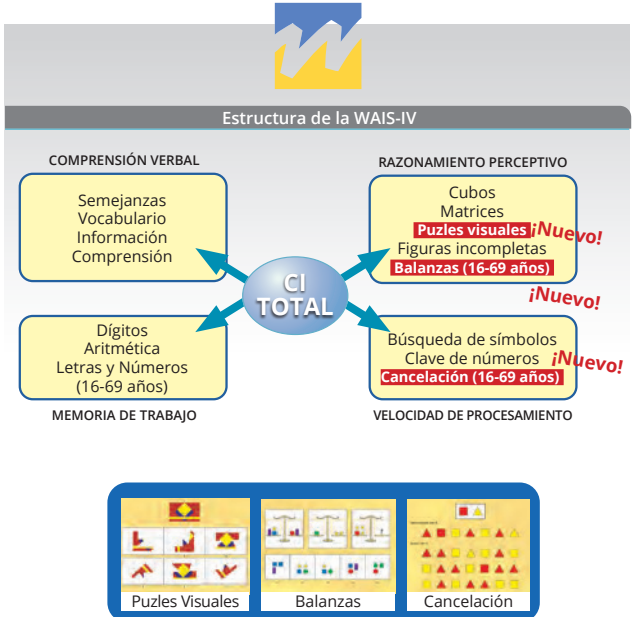 Estructura de la WAIS-IV
COMPRENSIÓN VERBAL
Semejanzas
Vocabulario
Información
Comprensión
RAZONAMIENTO PERCEPTIVO
Cubos
Matrices
Puzles visuales ¡Nuevo!
Figuras incompletas
Balanzas (16-69 años)
¡Nuevo!
CI
TOTAL
Dígitos
Aritmética
Letras y Números
(16-69 años)
MEMORIA DE TRABAJO
Búsqueda de símbolos
Clave de números ¡Nuevo!
Cancelación (16-69 años)
VELOCIDAD DE PROCESAMIENTO
Puzles Visuales
Balanzas
Cancelación